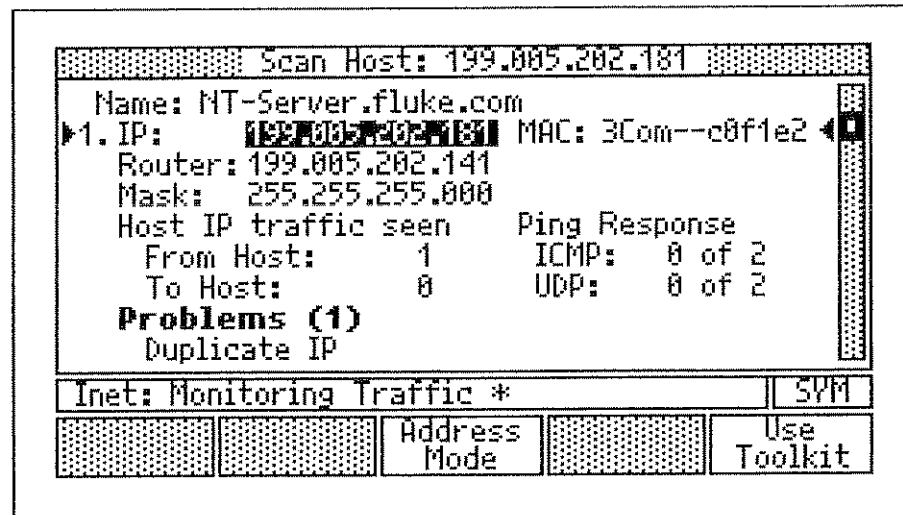 Scan Host: 199.005.202.181
Name: NT-Server.fluke.com
1. IP: 199.005.202.181 MAC: 3Com--c0f1e2
Router: 199.005.202.141
Mask: 255.255.255.000
Host IP traffic seen Ping Response
From Host: 1 ICMP: 0 of 2
To Host: 0 UDP: 0 of 2
Problems (1)
Duplicate IP
Inet: Monitoring Traffic * SYM
Address Mode
Use Toolkit